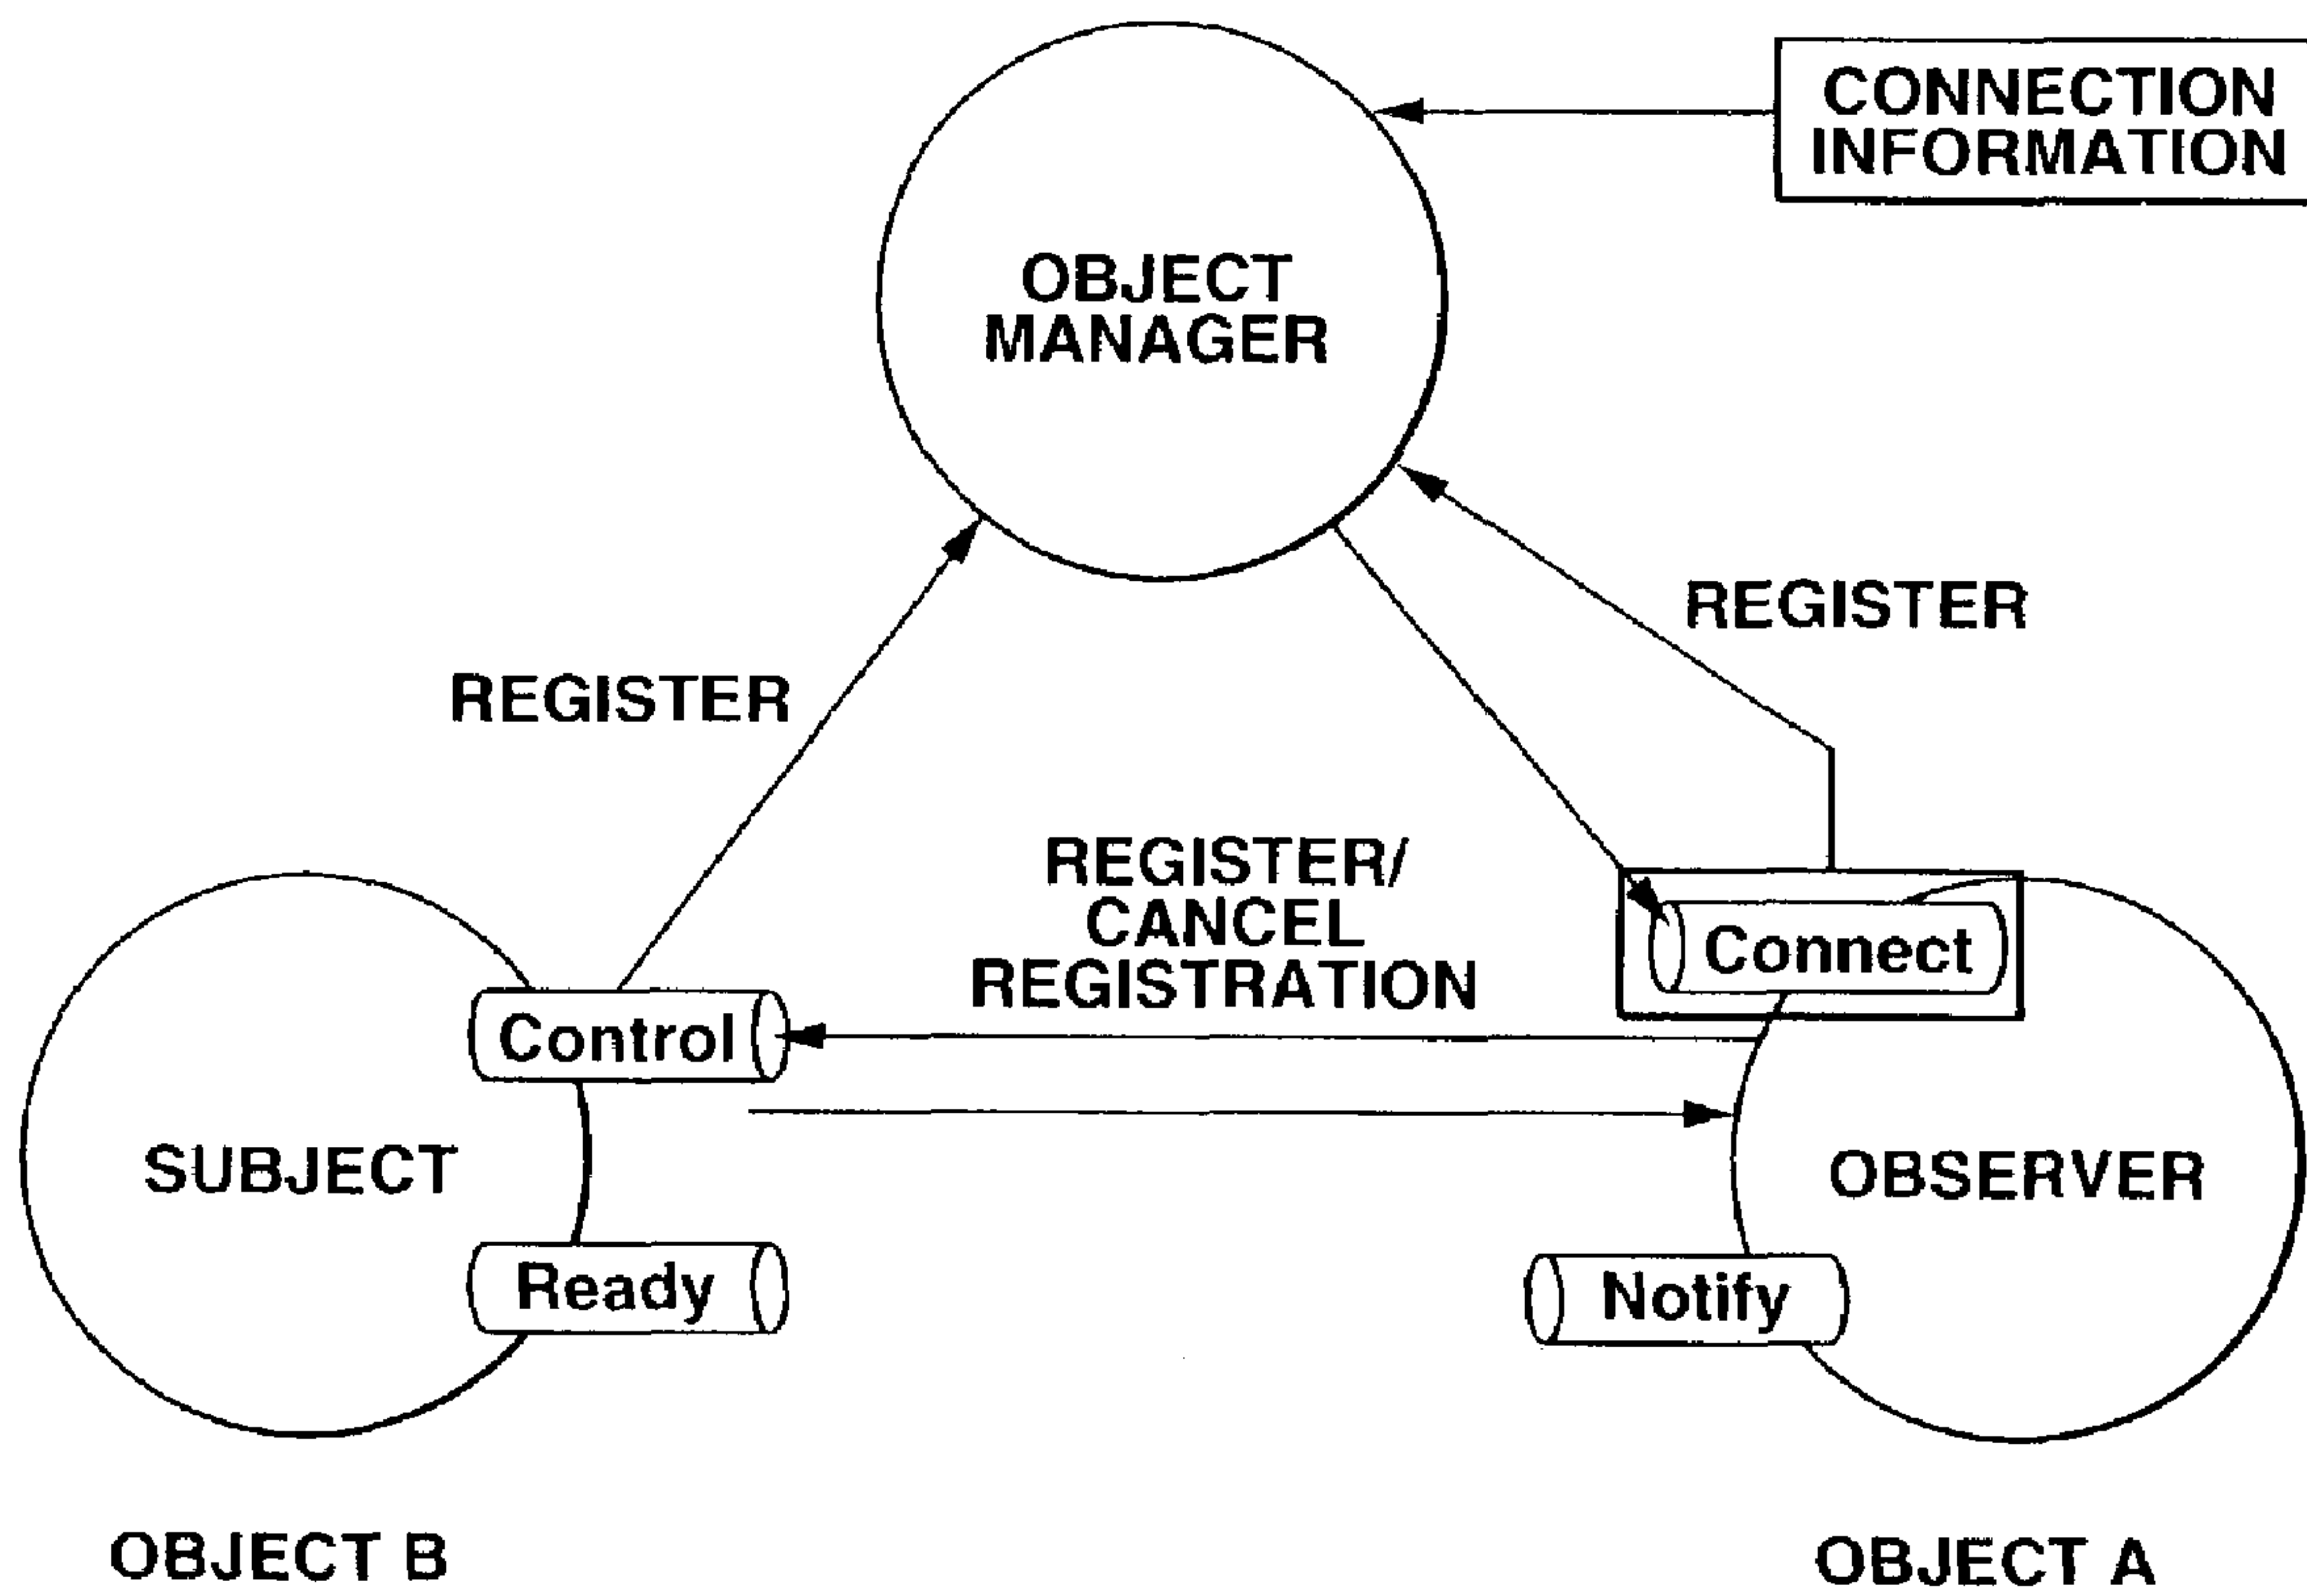 CONNECTION
INFORMATION
OBJECT
MANAGER
REGISTER
REGISTER
REGISTER/
CANCEL
REGISTRATION
Connect
Control
SUBJECT
OBSERVER
Ready
Notify
OBJECT B
OBJECT A